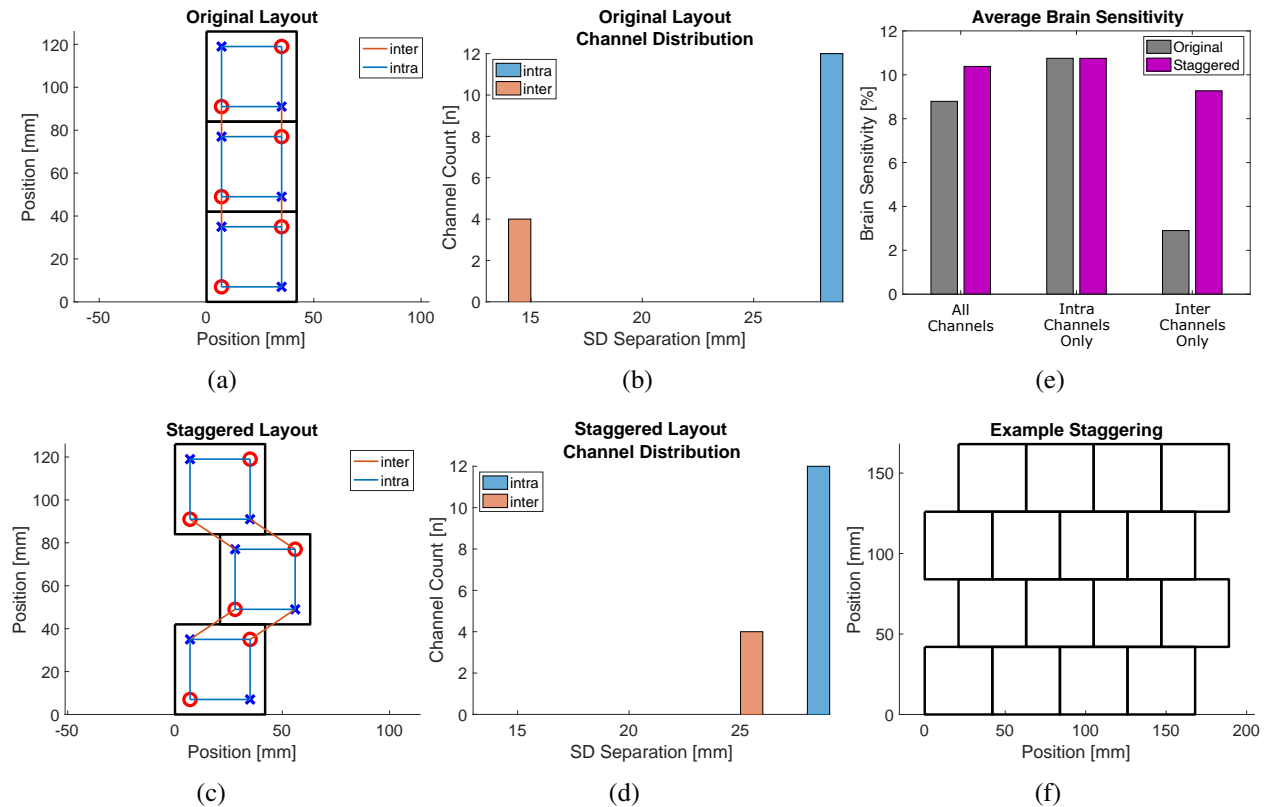 Original Layout
inter
intra
120
100
80
60
40
20
0
-50
0
50
100
Position [mm]
Position [mm]
(a)
Original Layout
Channel Distribution
intra
inter
12
10
8
6
4
2
0
15
20
25
SD Separation [mm]
Channel Count [n]
(b)
Average Brain Sensitivity
Original
Staggered
12
10
8
6
4
2
0
All
Channels
Intra
Channels
Only
Inter
Channels
Only
Brain Sensitivity [%]
(e)
Staggered Layout
inter
intra
120
100
80
60
40
20
0
-50
0
50
100
Position [mm]
Position [mm]
(c)
Staggered Layout
Channel Distribution
intra
inter
12
10
8
6
4
2
0
15
20
25
SD Separation [mm]
Channel Count [n]
(d)
Example Staggering
150
100
50
0
0
50
100
150
200
Position [mm]
Position [mm]
(f)